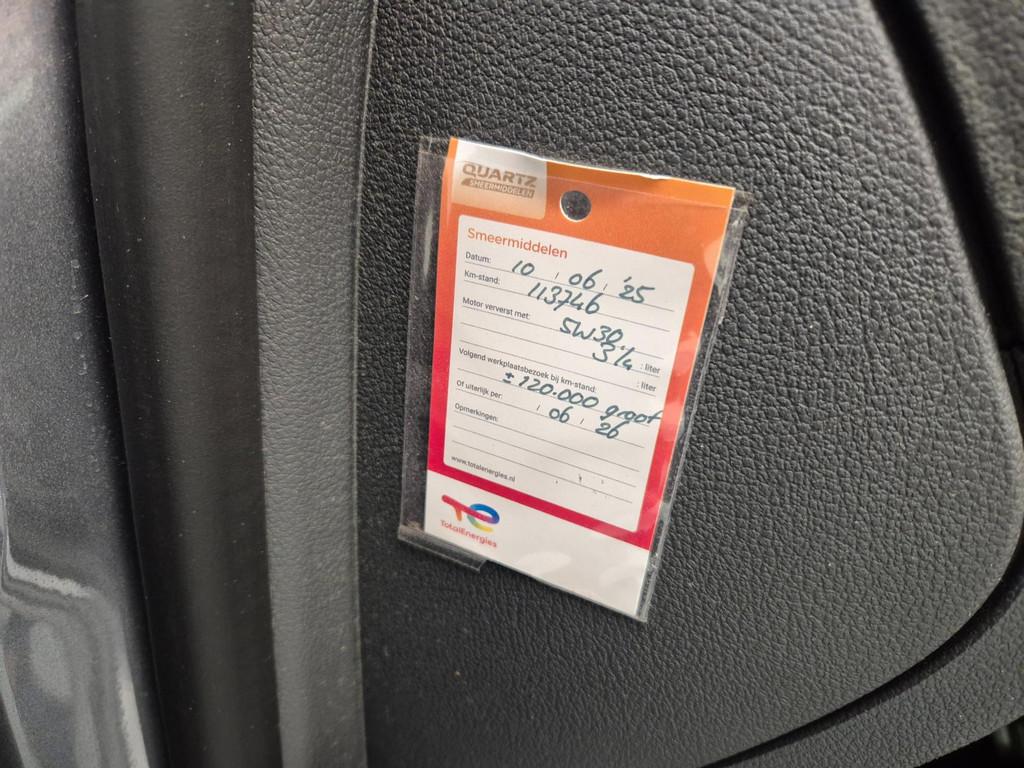 QUARTZ
SMEERMIDDELEN
Smeermiddelen
Datum: 10 / 06 / '25
Km-stand: 113746
Motor ververst met: 5W30
3/4 : liter
: liter
Volgend werkplaatsbezoek bij km-stand:
± 120.000 groot
Of uiterlijk per: / 06 / 26
Opmerkingen:
www.totalenergies.nl
TotalEnergies